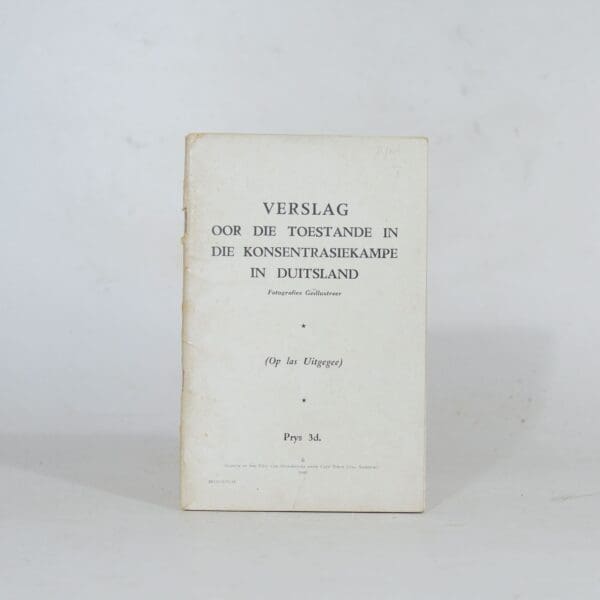 VERSLAG
OOR DIE TOESTANDE IN
DIE KONSENTRASIEKAMPE
IN DUITSLAND
Fotografies Geïllustreer
(Op las Uitgegee)
Prys 3d.